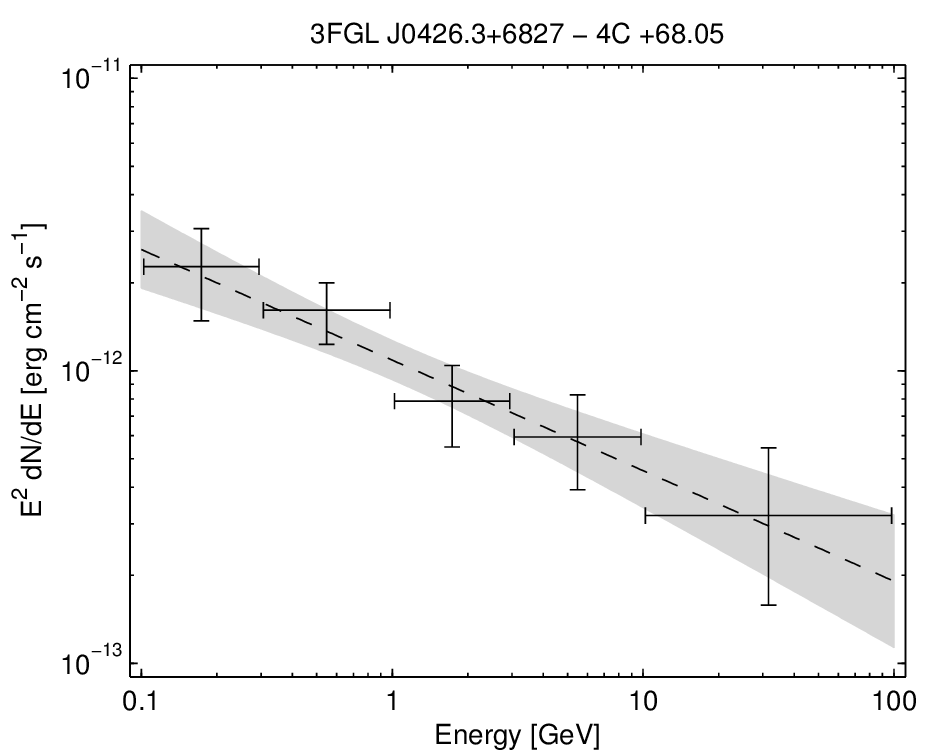 3FGL J0426.3+6827 − 4C +68.05
10⁻¹¹
10⁻¹²
10⁻¹³
E² dN/dE [erg cm⁻² s⁻¹]
0.1 1 10 100
Energy [GeV]